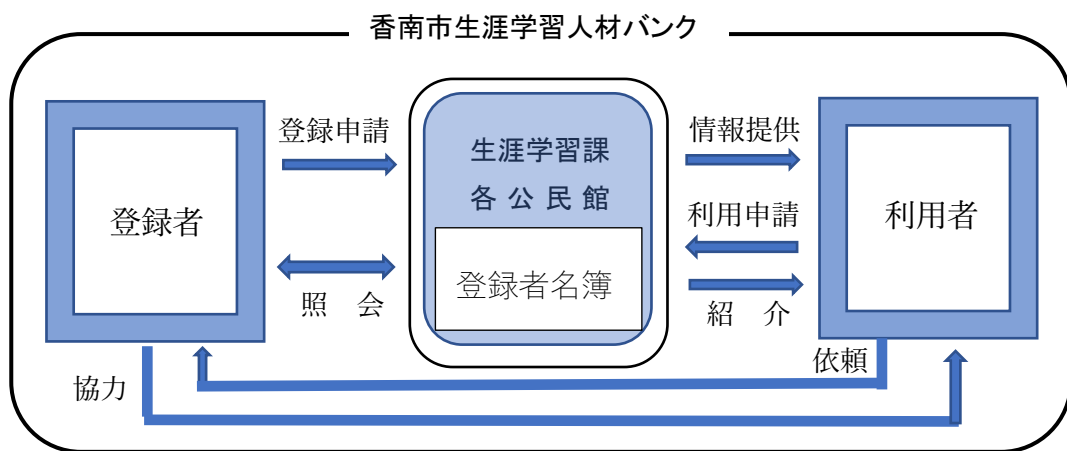 香南市生涯学習人材バンク
登録申請
生涯学習課
各公民館
情報提供
登録者
利用申請
利用者
登録者名簿
照　会
紹　介
協力
依頼